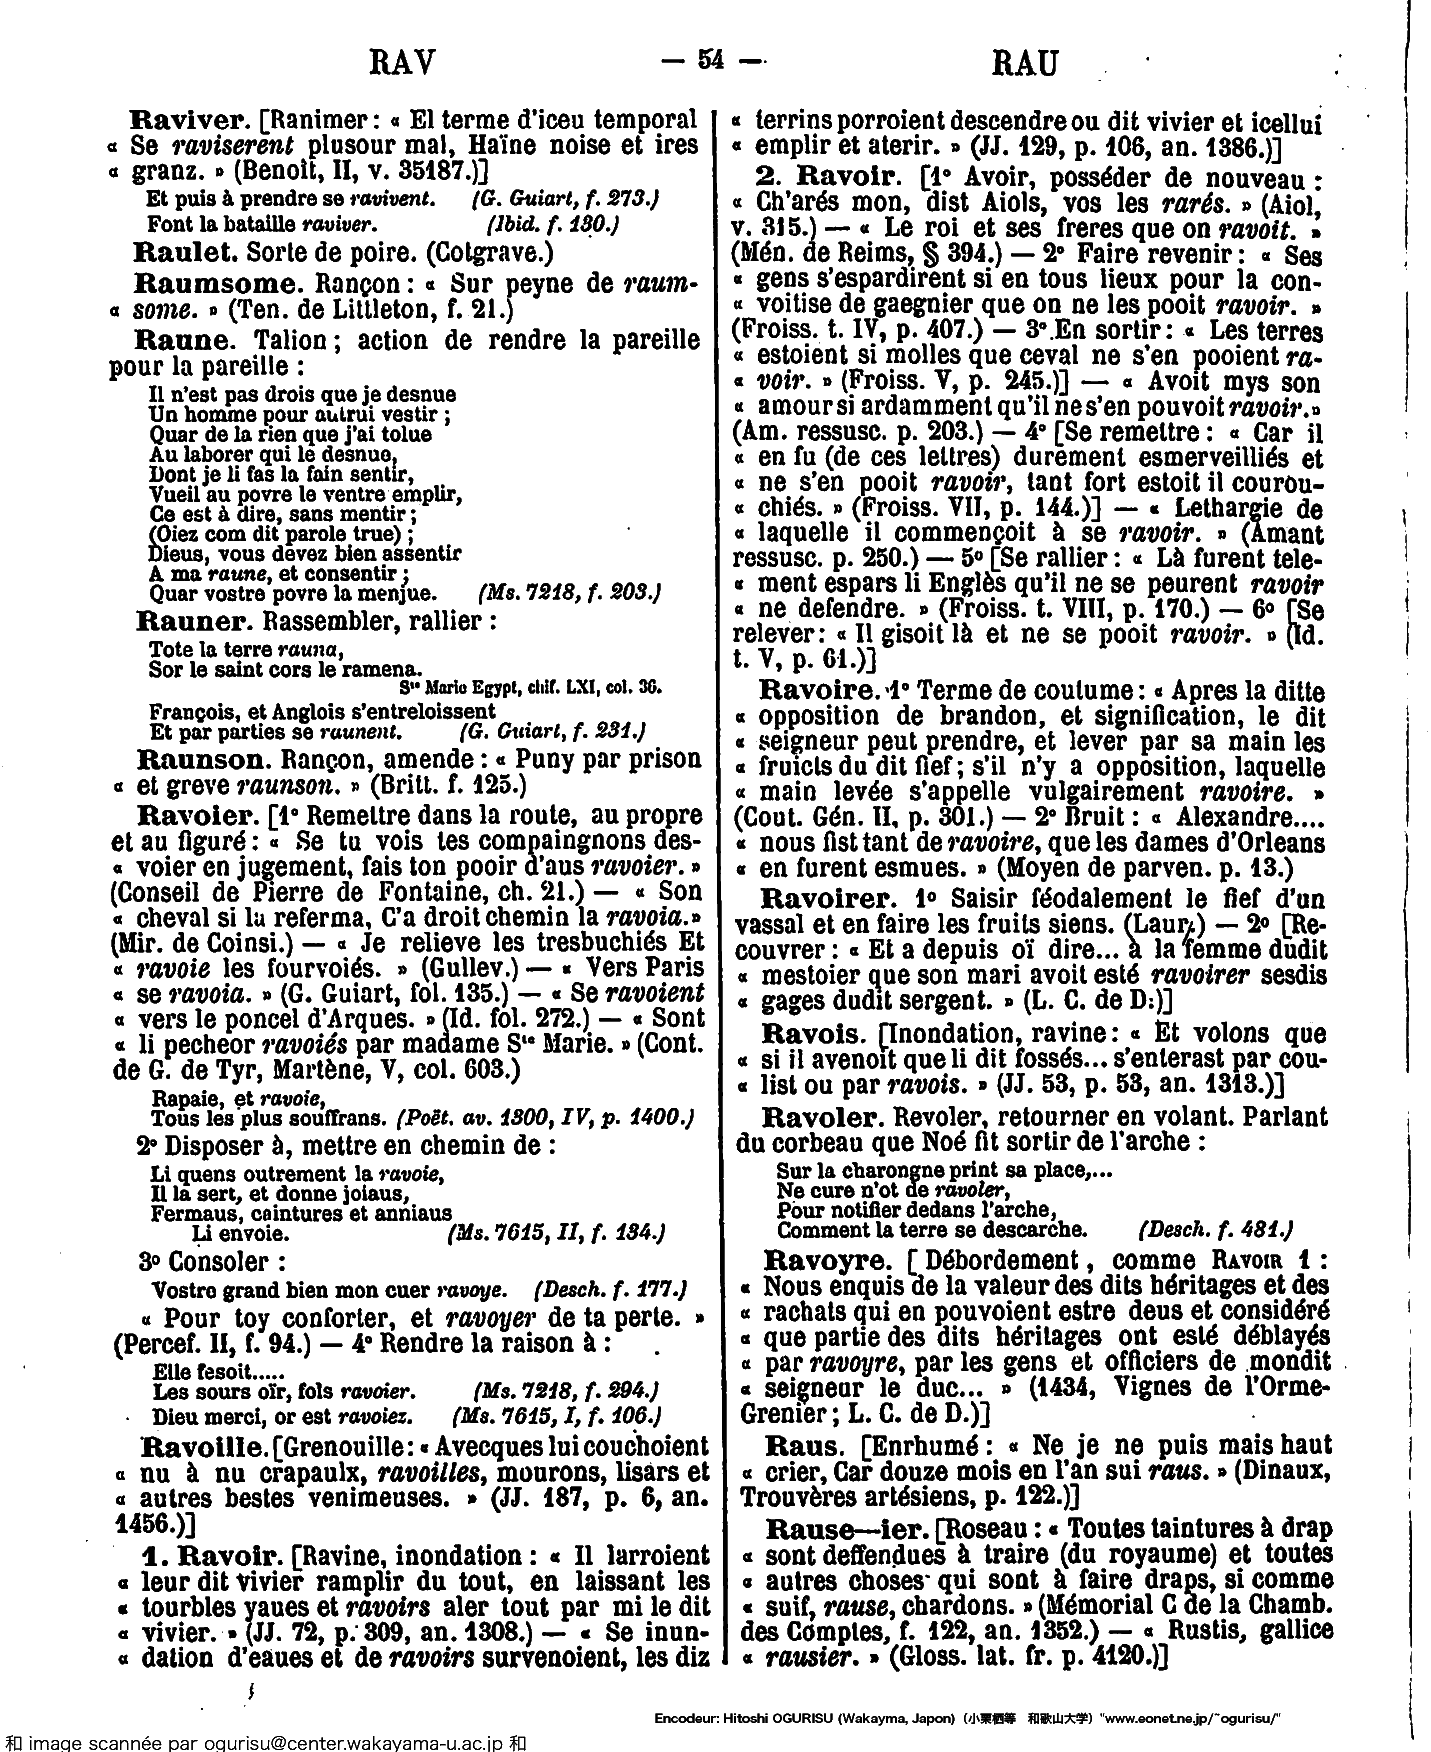 RAV — 54 — RAU
Raviver. [Ranimer : « El terme d'iceu temporal
« Se raviserent plusour mal, Haïne noise et ires
« granz. » (Benoît, II, v. 35187.)]
Et puis à prendre se ravivent. (G. Guiart, f. 273.)
Font la bataille raviver. (Ibid. f. 130.)
Raulet. Sorte de poire. (Cotgrave.)
Raumsome. Rançon : « Sur peyne de raum-
« some. » (Ten. de Littleton, f. 21.)
Raune. Talion ; action de rendre la pareille
pour la pareille :
Il n'est pas drois que je desnue
Un homme pour autrui vestir ;
Quar de la rien que j'ai tolue
Au laborer qui le desnue,
Dont je li fas la fain sentir,
Vueil au povre le ventre emplir,
Ce est à dire, sans mentir ;
(Oiez com dit parole true) ;
Dieus, vous devez bien assentir
A ma raune, et consentir ;
Quar vostre povre la menjue. (Ms. 7218, f. 203.)
Rauner. Rassembler, rallier :
Tote la terre rauna,
Sor le saint cors le ramena.
Ste Marie Egypt, chif. LXI, col. 36.
François, et Anglois s'entreloissent
Et par parties se raunent. (G. Guiart, f. 231.)
Raunson. Rançon, amende : « Puny par prison
« et greve raunson. » (Britt. f. 125.)
Ravoier. [1° Remettre dans la route, au propre
et au figuré : « Se tu vois tes compaingnons des-
« voier en jugement, fais ton pooir d'aus ravoier. »
(Conseil de Pierre de Fontaine, ch. 21.) — « Son
« cheval si la referma, C'a droit chemin la ravoia. »
(Mir. de Coinsi.) — « Je relieve les tresbuchiés Et
« ravoie les fourvoiés. » (Gullev.) — « Vers Paris
« se ravoia. » (G. Guiart, fol. 135.) — « Se ravoient
« vers le poncel d'Arques. » (Id. fol. 272.) — « Sont
« li pecheor ravoiés par madame Ste Marie. » (Cont.
de G. de Tyr, Martène, V, col. 603.)
Rapaie, et ravoie,
Tous les plus souffrans. (Poët. av. 1300, IV, p. 1400.)
2° Disposer à, mettre en chemin de :
Li quens outrement la ravoie,
Il la sert, et donne joiaus,
Fermaus, caintures et anniaus
Li envoie. (Ms. 7615, II, f. 134.)
3° Consoler :
Vostre grand bien mon cuer ravoye. (Desch. f. 177.)
« Pour toy conforter, et ravoyer de ta perte. »
(Percef. II, f. 94.) — 4° Rendre la raison à :
Elle fesoit.....
Les sours oïr, fols ravoier. (Ms. 7218, f. 294.)
Dieu merci, or est ravoiez. (Ms. 7615, I, f. 106.)
Ravoille. [Grenouille : « Avecques lui couchoient
« nu à nu crapaulx, ravoilles, mourons, lisars et
« autres bestes venimeuses. » (JJ. 187, p. 6, an.
1456.)]
1. Ravoir. [Ravine, inondation : « Il larroient
« leur dit vivier ramplir du tout, en laissant les
« tourbles yaues et ravoirs aler tout par mi le dit
« vivier. » (JJ. 72, p. 309, an. 1308.) — « Se inun-
« dation d'eaues et de ravoirs survenoient, les diz
« terrins porroient descendre ou dit vivier et icellui
« emplir et aterir. » (JJ. 129, p. 106, an. 1386.)]
2. Ravoir. [1° Avoir, posséder de nouveau :
« Ch'arés mon, dist Aiols, vos les rarés. » (Aiol,
v. 315.) — « Le roi et ses freres que on ravoit. »
(Mén. de Reims, § 394.) — 2° Faire revenir : « Ses
« gens s'espardirent si en tous lieux pour la con-
« voitise de gaegnier que on ne les pooit ravoir. »
(Froiss. t. IV, p. 407.) — 3° En sortir : « Les terres
« estoient si molles que ceval ne s'en pooient ra-
« voir. » (Froiss. V, p. 245.)] — « Avoit mys son
« amour si ardamment qu'il ne s'en pouvoit ravoir. »
(Am. ressusc. p. 203.) — 4° [Se remettre : « Car il
« en fu (de ces lettres) durement esmerveilliés et
« ne s'en pooit ravoir, tant fort estoit il courou-
« chiés. » (Froiss. VII, p. 144.)] — « Lethargie de
« laquelle il commençoit à se ravoir. » (Amant
ressusc. p. 250.) — 5° [Se rallier : « Là furent tele-
« ment espars li Englès qu'il ne se peurent ravoir
« ne defendre. » (Froiss. t. VIII, p. 170.) — 6° [Se
relever : « Il gisoit là et ne se pooit ravoir. » (Id.
t. V, p. 61.)]
Ravoire. 1° Terme de coutume : « Apres la ditte
« opposition de brandon, et signification, le dit
« seigneur peut prendre, et lever par sa main les
« fruicts du dit fief ; s'il n'y a opposition, laquelle
« main levée s'appelle vulgairement ravoire. »
(Cout. Gén. II, p. 301.) — 2° Bruit : « Alexandre....
« nous fist tant de ravoire, que les dames d'Orleans
« en furent esmues. » (Moyen de parven. p. 13.)
Ravoirer. 1° Saisir féodalement le fief d'un
vassal et en faire les fruits siens. (Laur.) — 2° [Re-
couvrer : « Et a depuis oï dire... à la femme dudit
« mestoier que son mari avoit esté ravoirer sesdis
« gages dudit sergent. » (L. C. de D.)]
Ravois. [Inondation, ravine : « Et volons que
« si il avenoit que li dit fossés... s'enterast par cou-
« list ou par ravois. » (JJ. 53, p. 53, an. 1313.)]
Ravoler. Revoler, retourner en volant. Parlant
du corbeau que Noé fit sortir de l'arche :
Sur la charongne print sa place,...
Ne cure n'ot de ravoler,
Pour notifier dedans l'arche,
Comment la terre se descarche. (Desch. f. 481.)
Ravoyre. [Débordement, comme RAVOIR 1 :
« Nous enquis de la valeur des dits héritages et des
« rachats qui en pouvoient estre deus et considéré
« que partie des dits héritages ont esté déblayés
« par ravoyre, par les gens et officiers de mondit
« seigneur le duc... » (1434, Vignes de l'Orme-
Grenier ; L. C. de D.)]
Raus. [Enrhumé : « Ne je ne puis mais haut
« crier, Car douze mois en l'an sui raus. » (Dinaux,
Trouvères artésiens, p. 122.)]
Rause—ier. [Roseau : « Toutes taintures à drap
« sont deffendues à traire (du royaume) et toutes
« autres choses qui sont à faire draps, si comme
« suif, rause, chardons. » (Mémorial C de la Chamb.
des Comptes, f. 122, an. 1352.) — « Rustis, gallice
« rausier. » (Gloss. lat. fr. p. 4120.)]
Encodeur: Hitoshi OGURISU (Wakayma, Japon) (小栗栖等 和歌山大学) "www.eonet.ne.jp/~ogurisu/"
和 image scannée par ogurisu@center.wakayama-u.ac.jp 和